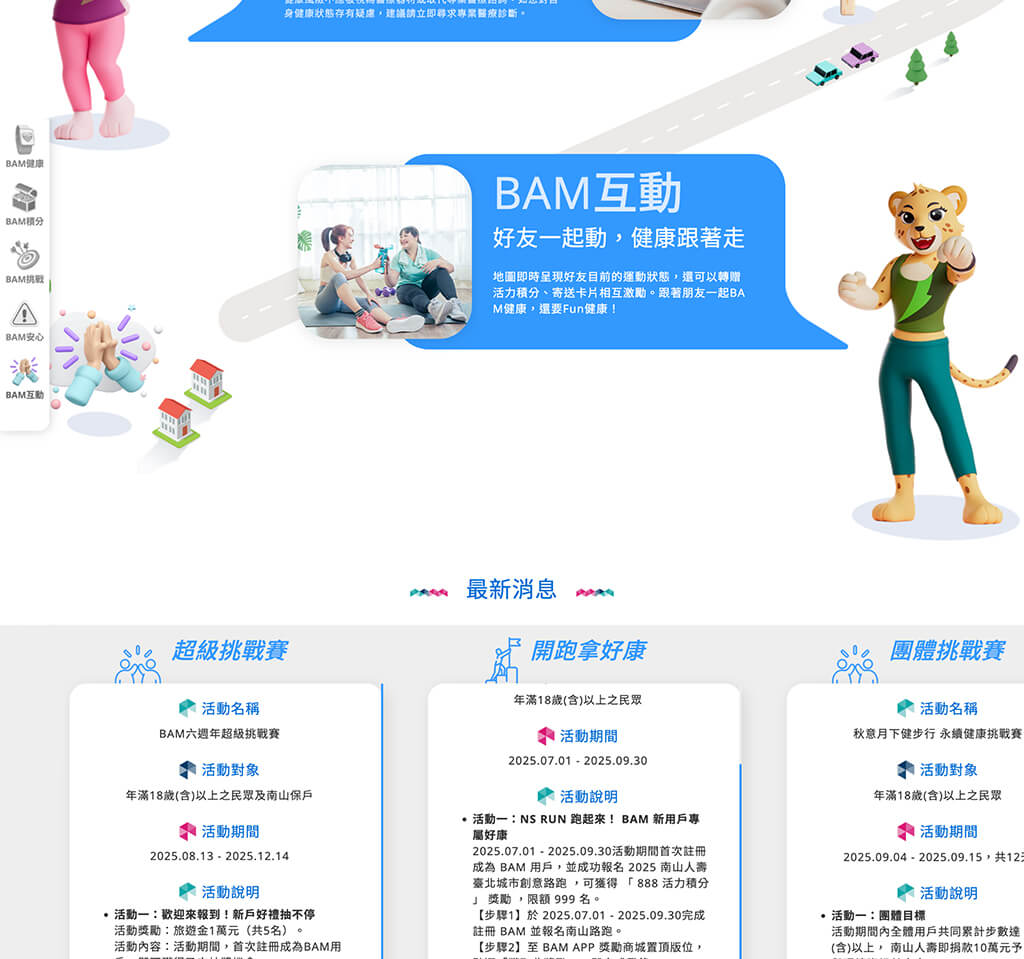 身健康狀態存有疑慮，建議請立即尋求專業醫療診斷。
BAM健康
BAM積分
BAM挑戰
BAM安心
BAM互動
BAM互動
好友一起動，健康跟著走
地圖即時呈現好友目前的運動狀態，還可以轉贈
活力積分、寄送卡片相互激勵。跟著朋友一起BA
M健康，還要Fun健康！
最新消息
超級挑戰賽
活動名稱
BAM六週年超級挑戰賽
活動對象
年滿18歲(含)以上之民眾及南山保戶
活動期間
2025.08.13 - 2025.12.14
活動說明
• 活動一：歡迎來報到！新戶好禮抽不停
活動獎勵：旅遊金1萬元（共5名）。
活動內容：活動期間，首次註冊成為BAM用
開跑拿好康
年滿18歲(含)以上之民眾
活動期間
2025.07.01 - 2025.09.30
活動說明
• 活動一：NS RUN 跑起來！ BAM 新用戶專
屬好康
2025.07.01 - 2025.09.30活動期間首次註冊
成為 BAM 用戶，並成功報名 2025 南山人壽
臺北城市創意路跑 ，可獲得 「 888 活力積分
」 獎勵 ，限額 999 名。
【步驟1】於 2025.07.01 - 2025.09.30完成
註冊 BAM 並報名南山路跑。
【步驟2】至 BAM APP 獎勵商城置頂版位，
團體挑戰賽
活動名稱
秋意月下健步行 永續健康挑戰賽
活動對象
年滿18歲(含)以上之民眾
活動期間
2025.09.04 - 2025.09.15，共12
活動說明
• 活動一：團體目標
活動期間內全體用戶共同累計步數達
(含)以上， 南山人壽即捐款10萬元予